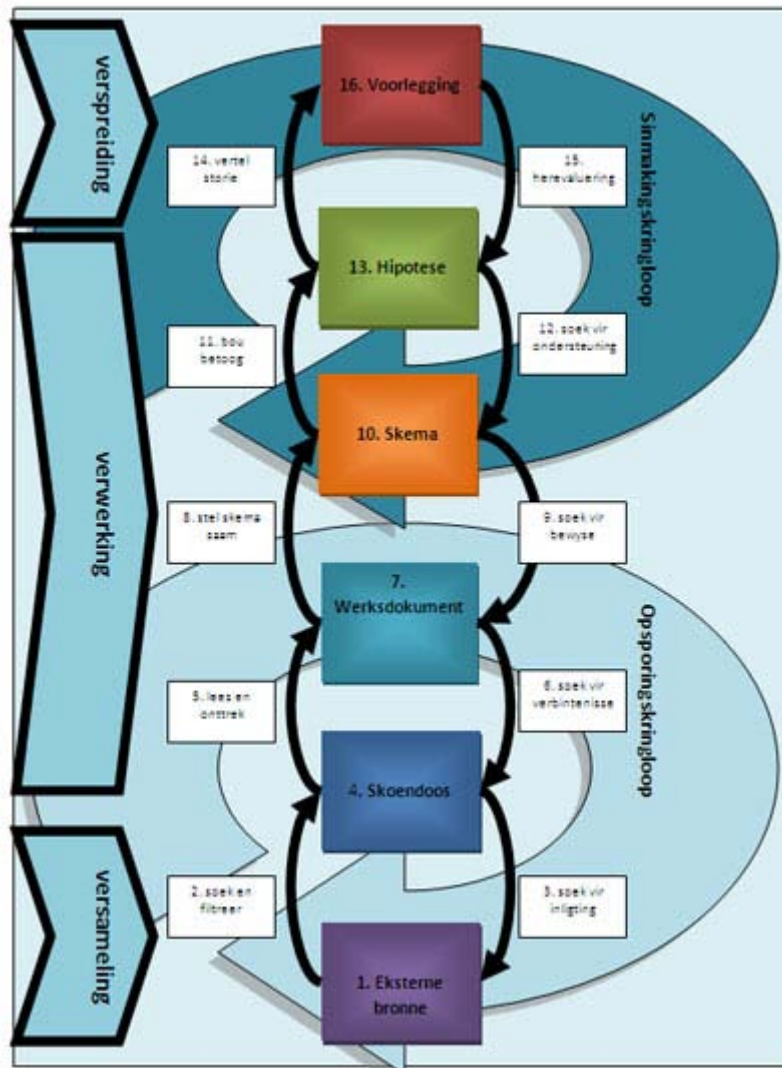 verspreiding
16. Voorlegging
14. vertel
storie
15.
herevaluering
Sinmakingskringloop
13. Hipotese
verwerking
11. bou
betoog
12. soek vir
ondersteuning
10. Skema
8. stel skema
saam
9. soek vir
bewyse
7.
Werksdokument
Opsporingskringloop
5. lees en
onttrek
6. soek vir
verbintenisse
4. Skoendoos
versameling
2. soek en
filtreer
3. soek vir
inligting
1. Eksterne
bronne